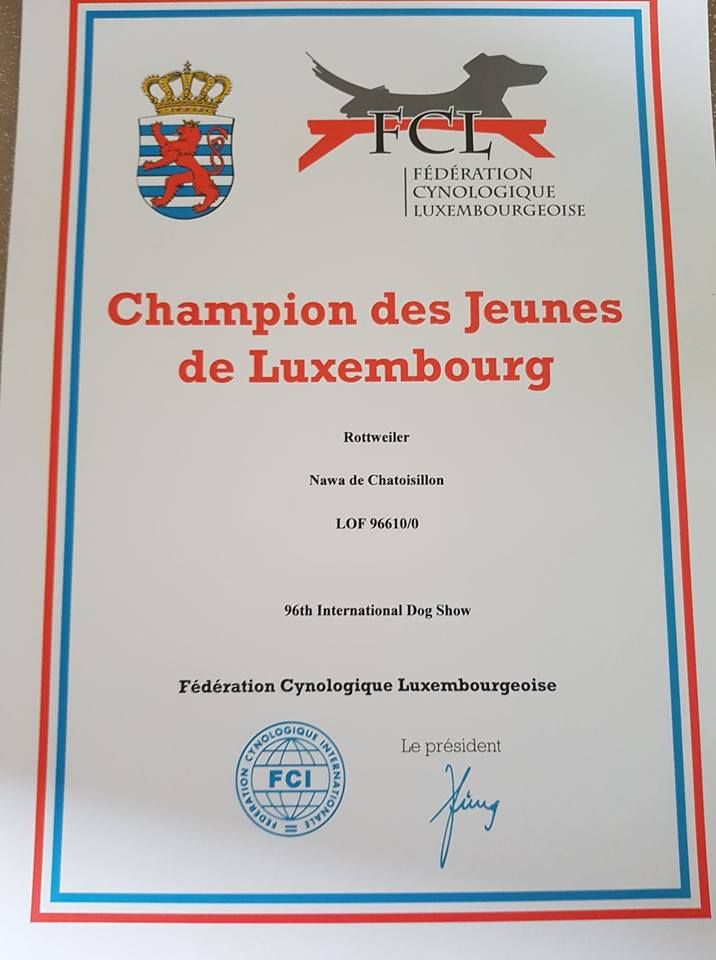 FCL
FÉDÉRATION
CYNOLOGIQUE
LUXEMBOURGEOISE
Champion des Jeunes
de Luxembourg
Rottweiler
Nawa de Chatoisillon
LOF 96610/0
96th International Dog Show
Fédération Cynologique Luxembourgeoise
FEDERATION CYNOLOGIQUE INTERNATIONALE
FCI
Le président